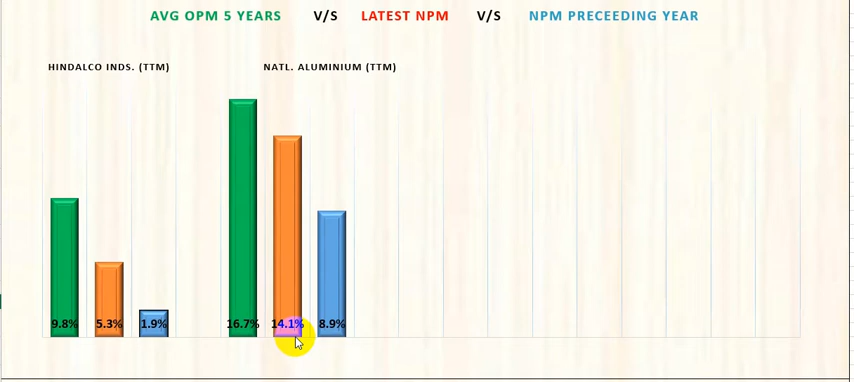 AVG OPM 5 YEARS V/S LATEST NPM V/S NPM PRECEEDING YEAR
HINDALCO INDS. (TTM) NATL. ALUMINIUM (TTM)
9.8% 5.3% 1.9% 16.7% 14.1% 8.9%